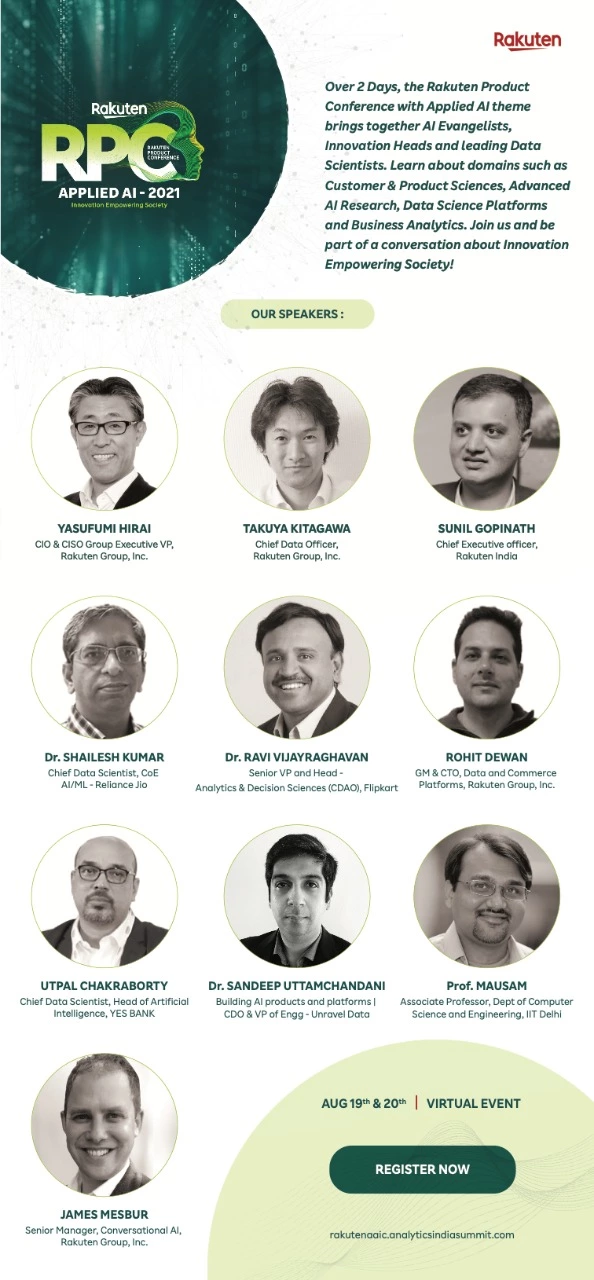 Rakuten
Rakuten
RPC
RAKUTEN
PRODUCT
CONFERENCE
APPLIED AI - 2021
Innovation Empowering Society
Over 2 Days, the Rakuten Product
Conference with Applied AI theme
brings together AI Evangelists,
Innovation Heads and leading Data
Scientists. Learn about domains such as
Customer & Product Sciences, Advanced
AI Research, Data Science Platforms
and Business Analytics. Join us and be
part of a conversation about Innovation
Empowering Society!
OUR SPEAKERS :
YASUFUMI HIRAI
CIO & CISO Group Executive VP,
Rakuten Group, Inc.
TAKUYA KITAGAWA
Chief Data Officer,
Rakuten Group, Inc.
SUNIL GOPINATH
Chief Executive officer,
Rakuten India
Dr. SHAILESH KUMAR
Chief Data Scientist, CoE
AI/ML - Reliance Jio
Dr. RAVI VIJAYRAGHAVAN
Senior VP and Head -
Analytics & Decision Sciences (CDAO), Flipkart
ROHIT DEWAN
GM & CTO, Data and Commerce
Platforms, Rakuten Group, Inc.
UTPAL CHAKRABORTY
Chief Data Scientist, Head of Artificial
Intelligence, YES BANK
Dr. SANDEEP UTTAMCHANDANI
Building AI products and platforms |
CDO & VP of Engg - Unravel Data
Prof. MAUSAM
Associate Professor, Dept of Computer
Science and Engineering, IIT Delhi
JAMES MESBUR
Senior Manager, Conversational AI,
Rakuten Group, Inc.
AUG 19th & 20th | VIRTUAL EVENT
REGISTER NOW
rakutenaaic.analyticsindiasummit.com